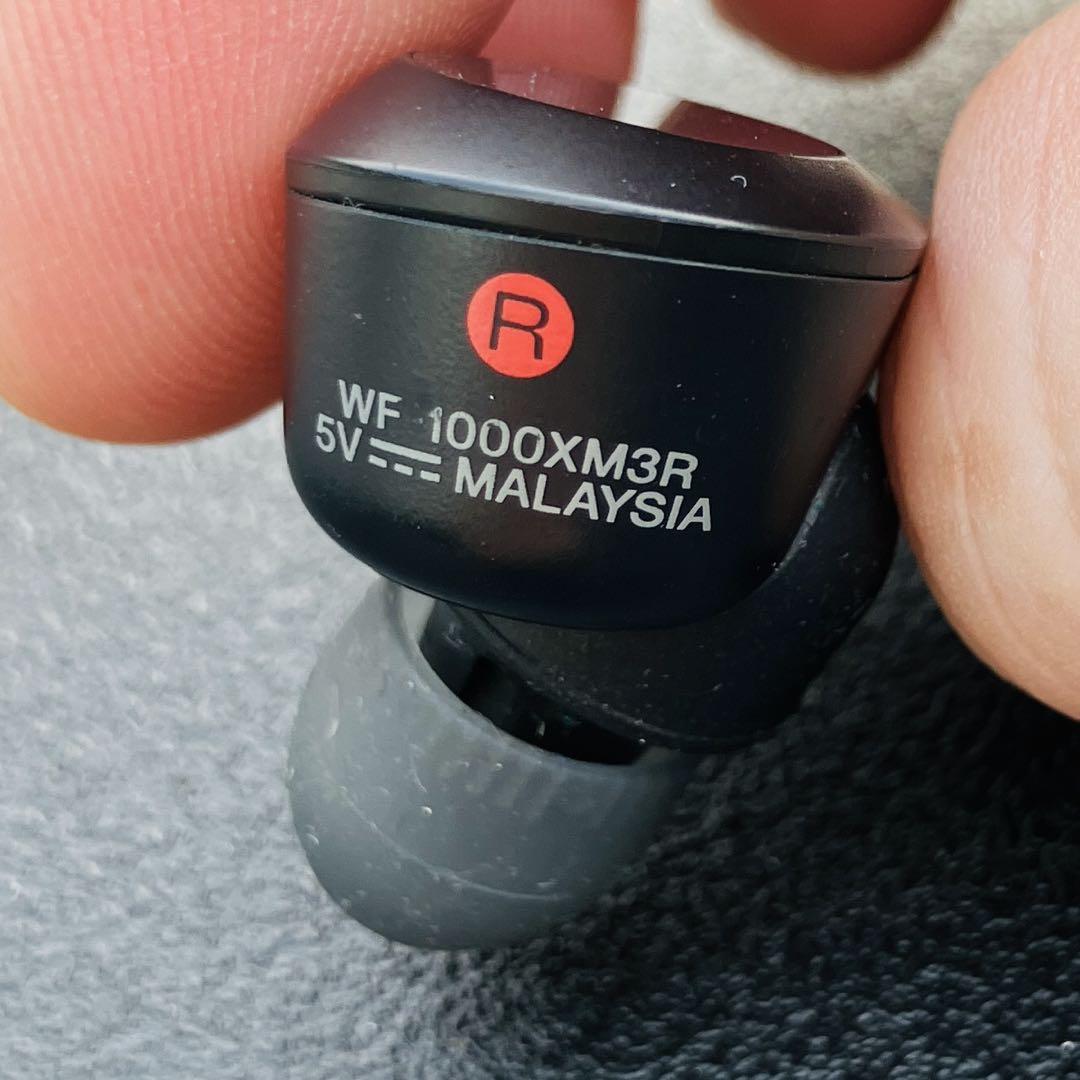 R
WF 1000XM3R
5V ⎓ MALAYSIA